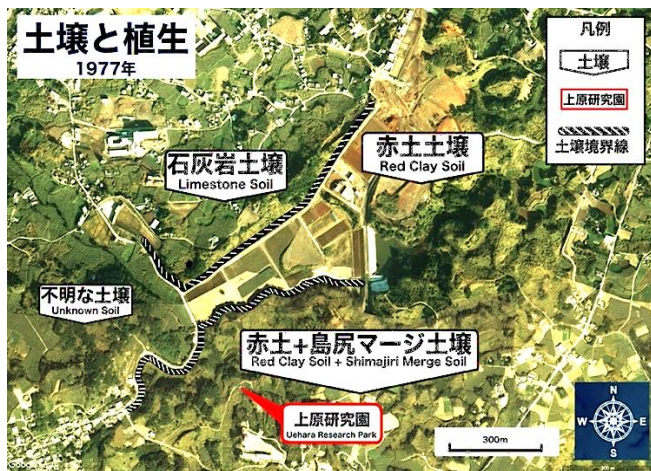 土壌と植生
1977年
凡例
土壌
上原研究園
土壌境界線
石灰岩土壌
Limestone Soil
赤土土壌
Red Clay Soil
不明な土壌
Unknown Soil
赤土+島尻マージ土壌
Red Clay Soil + Shimajiri Merge Soil
上原研究園
Uehara Research Park
300m
N
W
E
S
Google